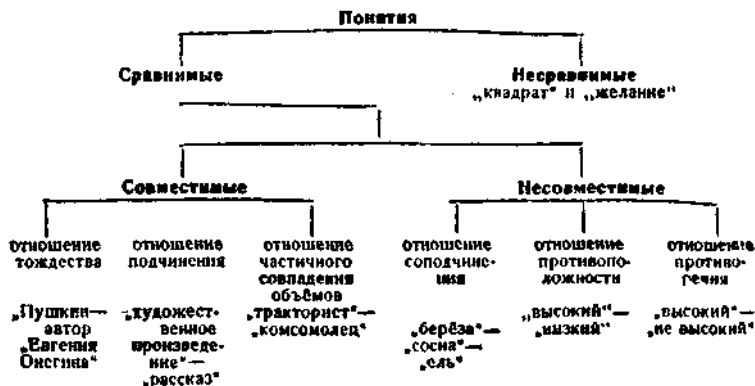 Понятия
Сравнимые
Несравнимые
„квадрат“ и „желание“
Совместимые
Несовместимые
отношение
тождества
„Пушкин—
автор
„Евгения
Онегина“
отношение
подчинения
„художест-
венное
произведе-
ние“—
„рассказ“
отношение
частичного
совпадения
объёмов
„тракторист“—
„комсомолец“
отношение
соподчине-
ния
„берёза“—
„сосна“—
„ель“
отношение
противопо-
ложности
„высокий“—
„низкий“
отношение
противо-
речия
„высокий“—
„не высокий“